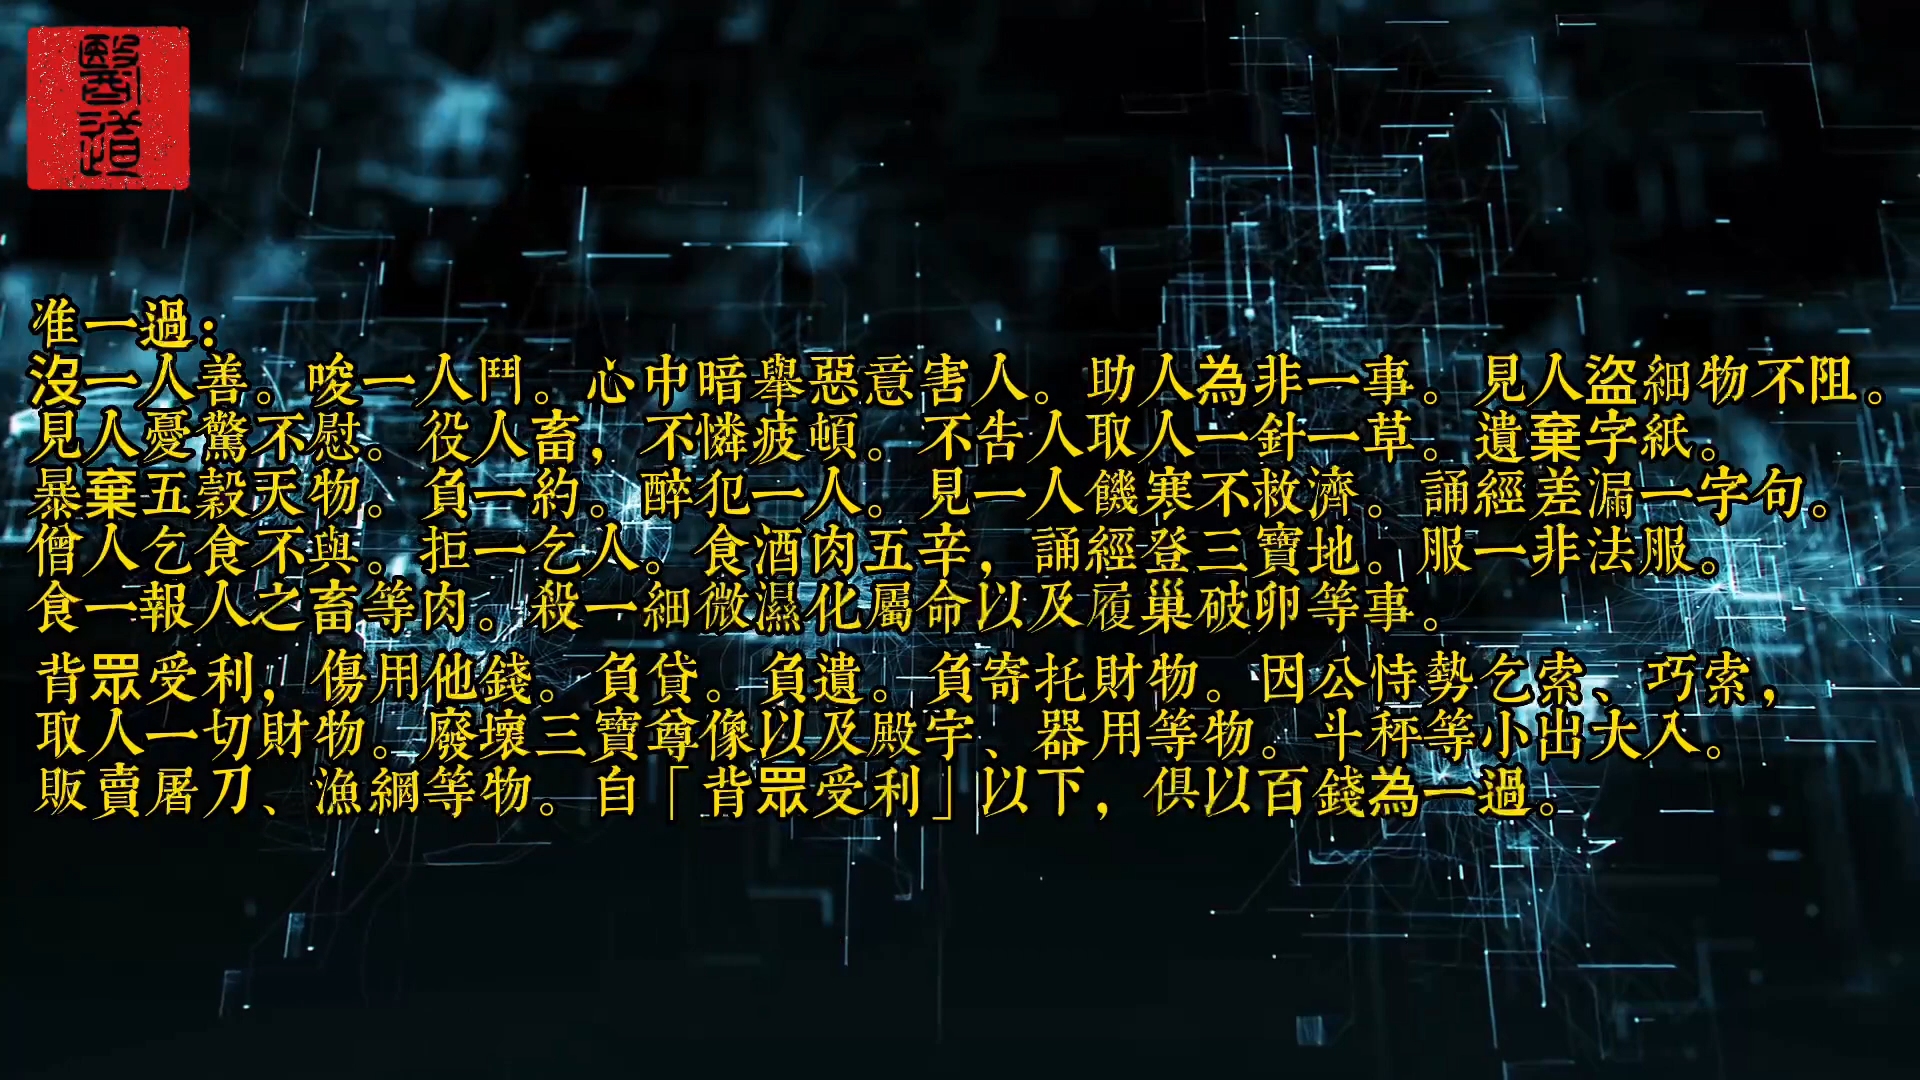 醫道
准一過：
沒一人善。唆一人鬥。心中暗舉惡意害人。助人為非一事。見人盜細物不阻。
見人憂驚不慰。役人畜，不憐疲頓。不告人取人一針一草。遺棄字紙。
暴棄五穀天物。負一約。醉犯一人。見一人饑寒不救濟。誦經差漏一字句。
僧人乞食不與。拒一乞人。食酒肉五辛，誦經登三寶地。服一非法服。
食一報人之畜等肉。殺一細微濕化屬命以及履巢破卵等事。
背眾受利，傷用他錢。負貸。負遺。負寄托財物。因公恃勢乞索、巧索，
取人一切財物。廢壞三寶尊像以及殿宇、器用等物。斗秤等小出大入。
販賣屠刀、漁網等物。自「背眾受利」以下，俱以百錢為一過。